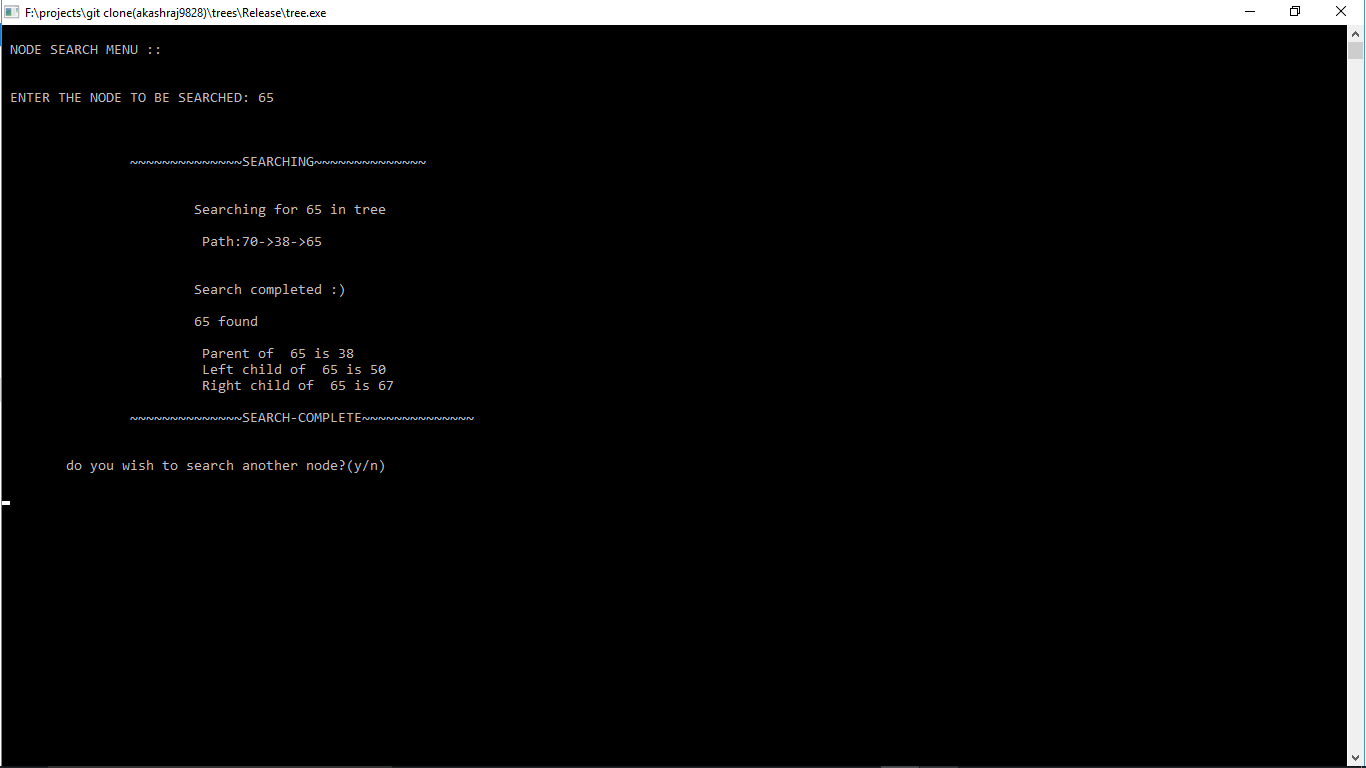 F:\projects\git clone(akashraj9828)\trees\Release\tree.exe
NODE SEARCH MENU ::
ENTER THE NODE TO BE SEARCHED: 65
~~~~~~~~~~~~~~SEARCHING~~~~~~~~~~~~~~
Searching for 65 in tree
Path:70->38->65
Search completed :)
65 found
Parent of  65 is 38
Left child of  65 is 50
Right child of  65 is 67
~~~~~~~~~~~~~~SEARCH-COMPLETE~~~~~~~~~~~~~~
do you wish to search another node?(y/n)